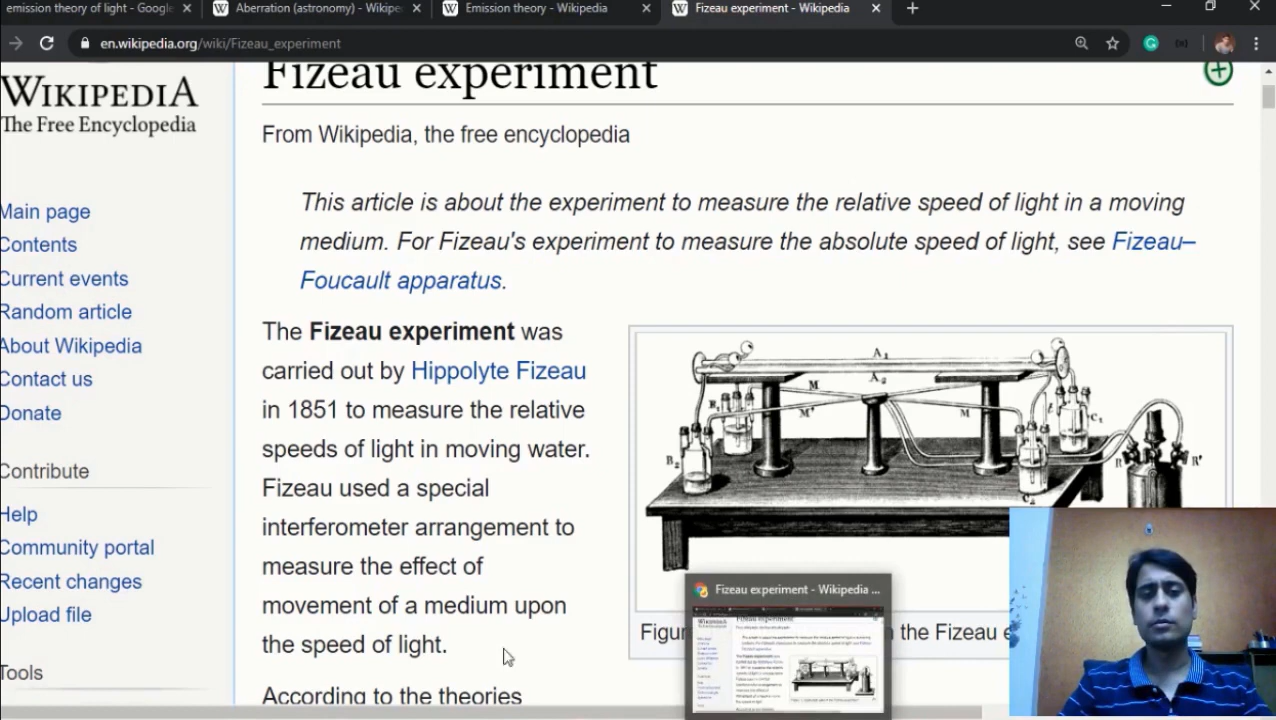 emission theory of light - Google
Aberration (astronomy) - Wikipe
Emission theory - Wikipedia
Fizeau experiment - Wikipedia
en.wikipedia.org/wiki/Fizeau_experiment
WIKIPEDIA
The Free Encyclopedia
Main page
Contents
Current events
Random article
About Wikipedia
Contact us
Donate
Contribute
Help
Community portal
Recent changes
Upload file
Tools
Fizeau experiment
From Wikipedia, the free encyclopedia
This article is about the experiment to measure the relative speed of light in a moving
medium. For Fizeau's experiment to measure the absolute speed of light, see Fizeau–
Foucault apparatus.
The Fizeau experiment was
carried out by Hippolyte Fizeau
in 1851 to measure the relative
speeds of light in moving water.
Fizeau used a special
interferometer arrangement to
measure the effect of
movement of a medium upon
the speed of light.
According to the theories
A₁
A₂
M
M'
M
B₂
C₁
C₂
R
R'
Figur
the Fizeau e
Fizeau experiment - Wikipedia ...